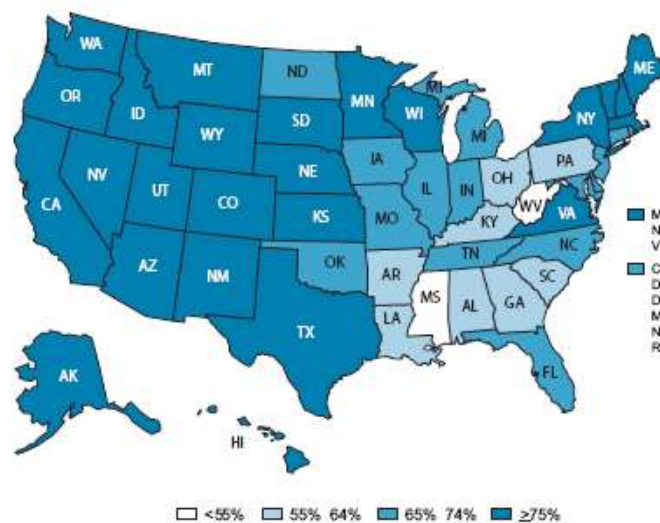 WA
MT
ND
MN
ME
OR
ID
SD
WI
MI
NY
WY
MI
IA
PA
NE
NV
IL
IN
OH
UT
CO
WV
VA
CA
KS
MO
KY
NC
TN
OK
AZ
NM
AR
SC
MS
AL
GA
LA
TX
FL
AK
HI
M
N
V
C
D
D
M
N
R
<55%
55% 64%
65% 74%
≥75%